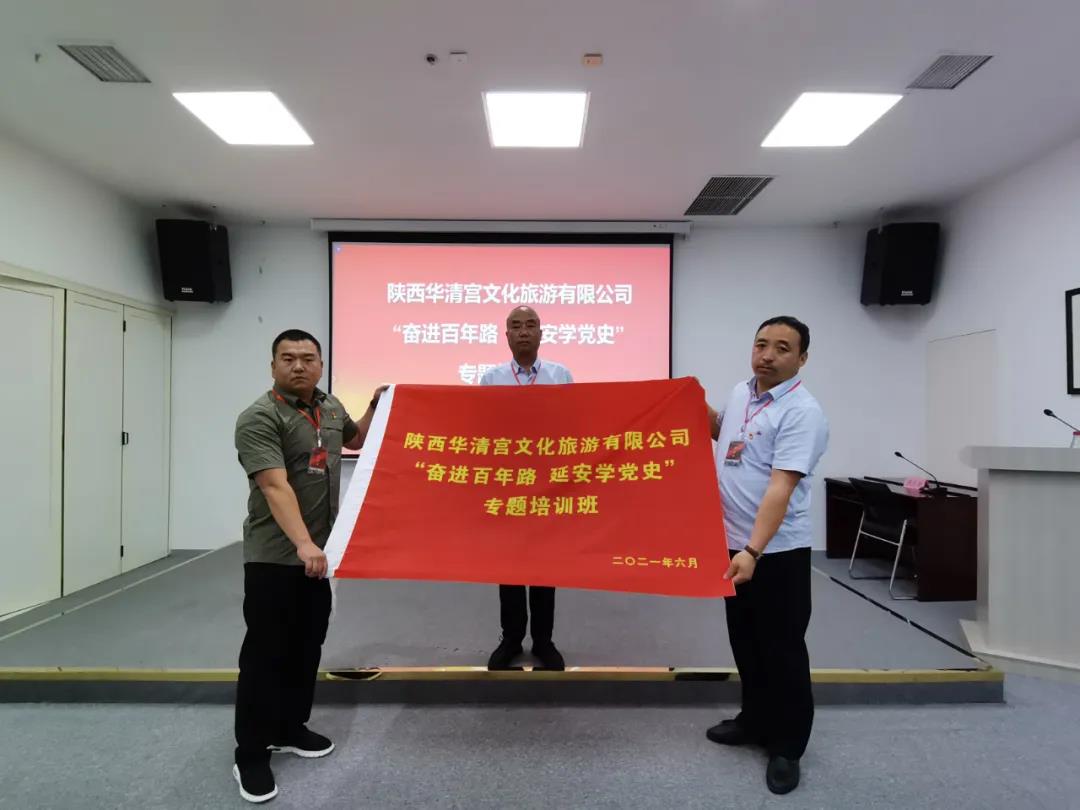 陕西华清宫文化旅游有限公司
“奋进百年路 安学党史”
专题
陕西华清宫文化旅游有限公司
“奋进百年路 延安学党史”
专题培训班
二〇二一年六月